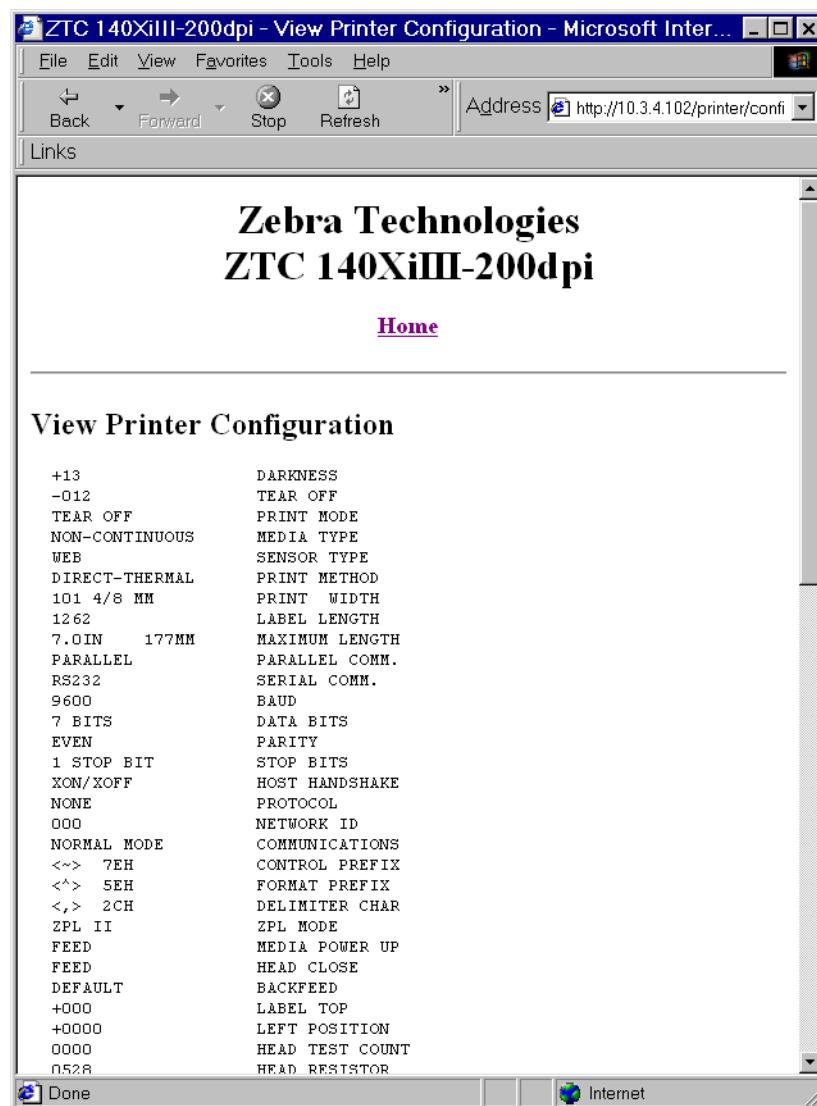 ZTC 140XiIII-200dpi - View Printer Configuration - Microsoft Inter...
File Edit View Favorites Tools Help
Back Forward Stop Refresh » Address http://10.3.4.102/printer/confi
Links
Zebra Technologies
ZTC 140XiIII-200dpi
Home
View Printer Configuration
+13 DARKNESS
-012 TEAR OFF
TEAR OFF PRINT MODE
NON-CONTINUOUS MEDIA TYPE
WEB SENSOR TYPE
DIRECT-THERMAL PRINT METHOD
101 4/8 MM PRINT WIDTH
1262 LABEL LENGTH
7.0IN 177MM MAXIMUM LENGTH
PARALLEL PARALLEL COMM.
RS232 SERIAL COMM.
9600 BAUD
7 BITS DATA BITS
EVEN PARITY
1 STOP BIT STOP BITS
XON/XOFF HOST HANDSHAKE
NONE PROTOCOL
000 NETWORK ID
NORMAL MODE COMMUNICATIONS
<~> 7EH CONTROL PREFIX
<^> 5EH FORMAT PREFIX
<,> 2CH DELIMITER CHAR
ZPL II ZPL MODE
FEED MEDIA POWER UP
FEED HEAD CLOSE
DEFAULT BACKFEED
+000 LABEL TOP
+0000 LEFT POSITION
0000 HEAD TEST COUNT
0528 HEAD RESISTOR
Done Internet